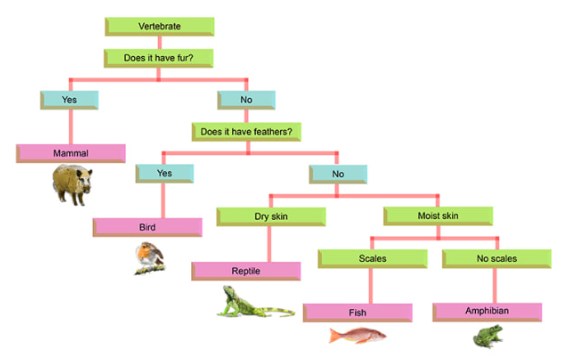 Vertebrate
Does it have fur?
Yes
No
Does it have feathers?
Mammal
Yes
No
Dry skin
Moist skin
Bird
Scales
No scales
Reptile
Fish
Amphibian